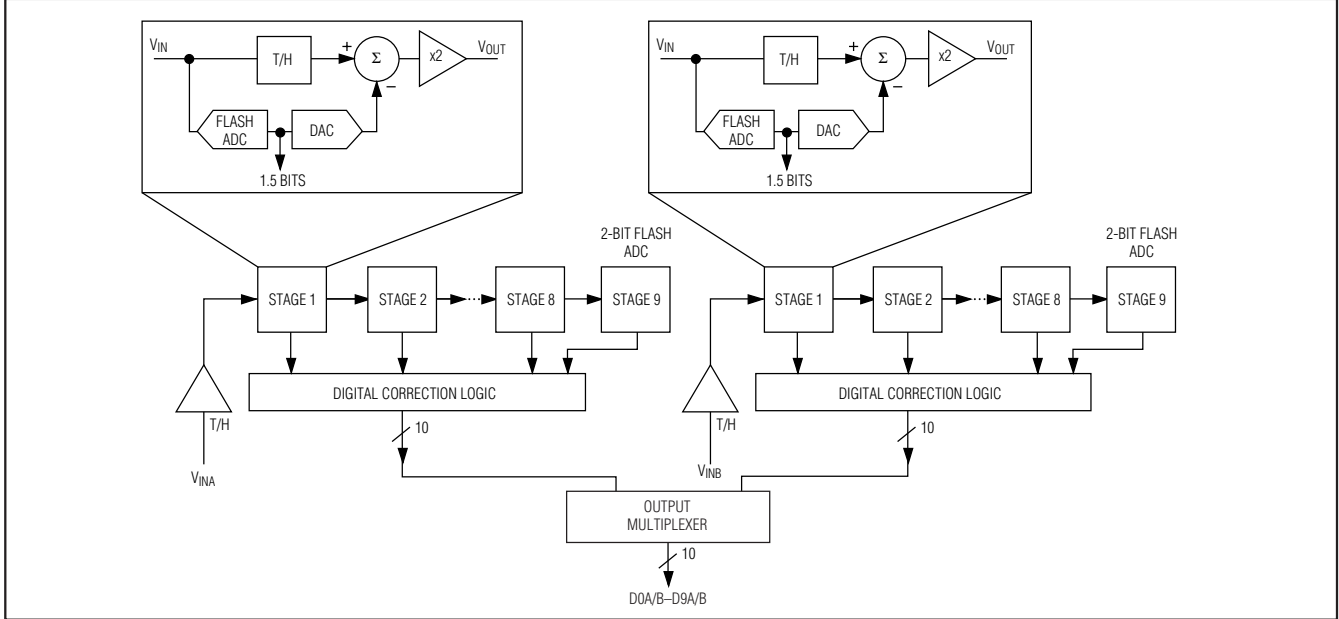 VIN
T/H
+
Σ
–
x2
VOUT
FLASH
ADC
DAC
1.5 BITS
VIN
T/H
+
Σ
–
x2
VOUT
FLASH
ADC
DAC
1.5 BITS
2-BIT FLASH
ADC
STAGE 1
STAGE 2
STAGE 8
STAGE 9
2-BIT FLASH
ADC
STAGE 1
STAGE 2
STAGE 8
STAGE 9
DIGITAL CORRECTION LOGIC
T/H
10
VINA
DIGITAL CORRECTION LOGIC
T/H
10
VINB
OUTPUT
MULTIPLEXER
10
D0A/B–D9A/B